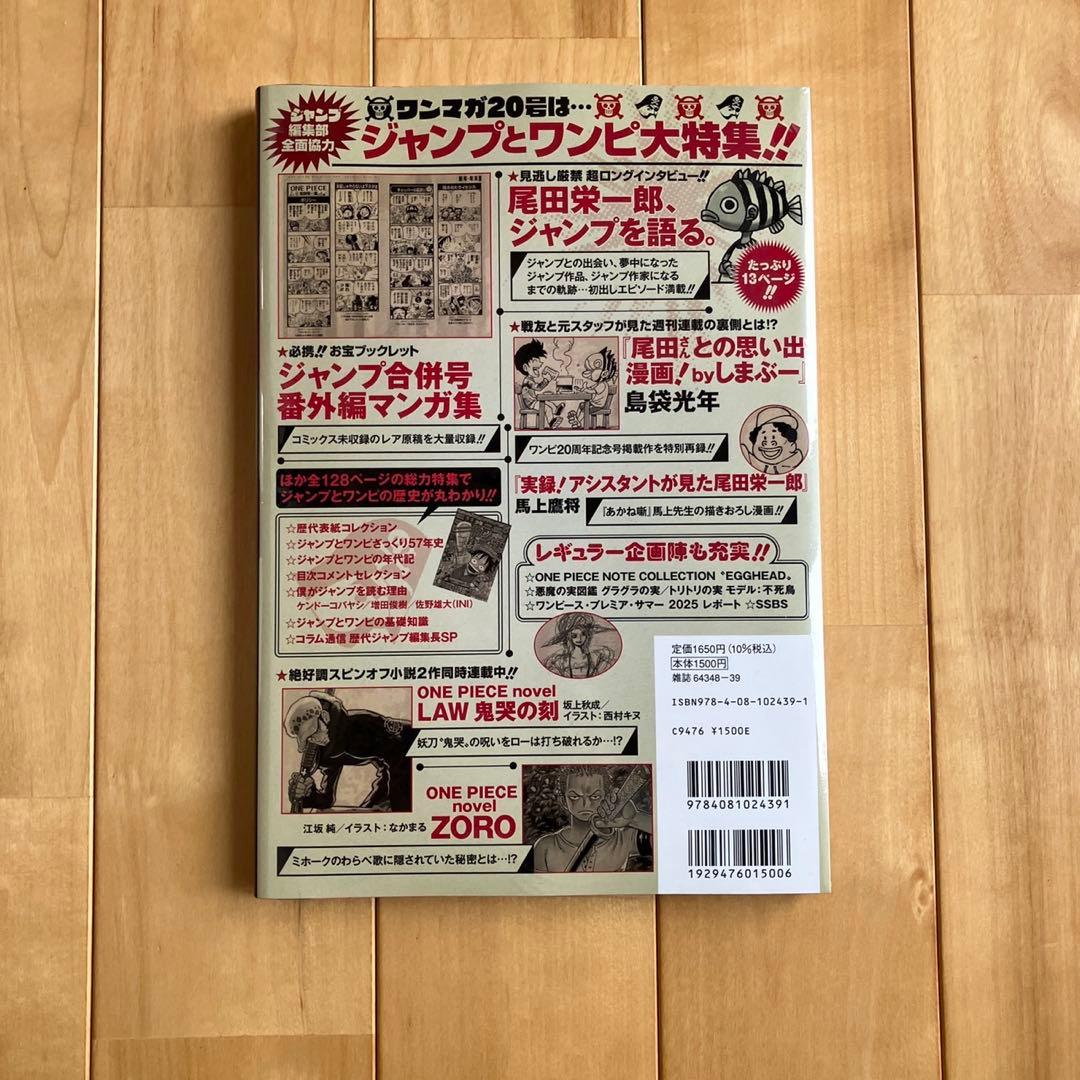 ジャンプ
編集部
全面協力
ワンマガ20号は…
ジャンプとワンピ大特集!!
★見逃し厳禁 超ロングインタビュー!!
尾田栄一郎、
ジャンプを語る。
ジャンプとの出会い、夢中になった
ジャンプ作品、ジャンプ作家になる
までの軌跡…初出しエピソード満載!!
たっぷり
13ページ
!!
ONE PIECE
★必携!! お宝ブックレット
ジャンプ合併号
番外編マンガ集
コミックス未収録のレア原稿を大量収録!!
★戦友と元スタッフが見た週刊連載の裏側とは!?
『尾田さんとの思い出
漫画!byしまぶー』
島袋光年
ワンピ20周年記念号掲載作を特別再録!!
『実録!アシスタントが見た尾田栄一郎』
馬上鷹将
『あかね噺』馬上先生の描きおろし漫画!!
ほか全128ページの総力特集で
ジャンプとワンピの歴史が丸わかり!!
☆歴代表紙コレクション
☆ジャンプとワンピざっくり57年史
☆ジャンプとワンピの年代記
☆目次コメントセレクション
☆僕がジャンプを読む理由
ケンドーコバヤシ/増田俊樹/佐野雄大(INI)
☆ジャンプとワンピの基礎知識
☆コラム通信 歴代ジャンプ編集長SP
レギュラー企画陣も充実!!
☆ONE PIECE NOTE COLLECTION〝EGGHEAD〟
☆悪魔の実図鑑 グラグラの実/トリトリの実 モデル:不死鳥
☆ワンピース・プレミア・サマー 2025 レポート ☆SSBS
★絶好調スピンオフ小説2作同時連載中!!
ONE PIECE novel
LAW 鬼哭の刻
坂上秋成/
イラスト:西村キヌ
妖刀〝鬼哭〟の呪いをローは打ち破れるか…!?
ONE PIECE
novel
ZORO
江坂 純/イラスト:なかまる
ミホークのわらべ歌に隠されていた秘密とは…!?
定価1650円(10%税込)
本体1500円
雑誌 64348-39
ISBN978-4-08-102439-1
C9476 ¥1500E
9784081024391
1929476015006